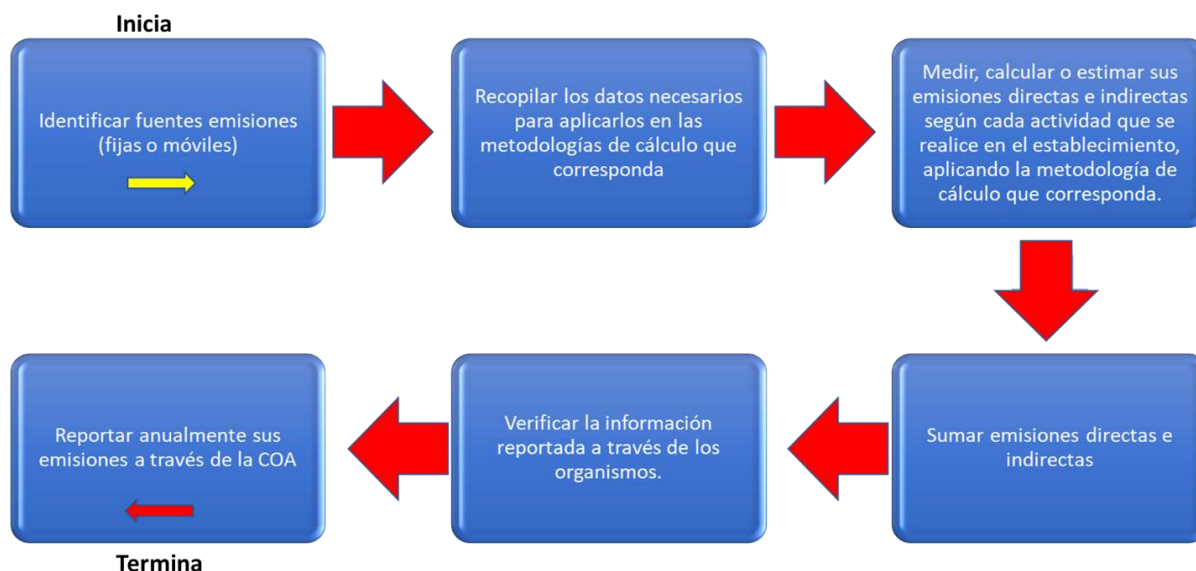 Inicia
Identificar fuentes emisiones
(fijas o móviles)
Recopilar los datos necesarios
para aplicarlos en las
metodologías de cálculo que
corresponda
Medir, calcular o estimar sus
emisiones directas e indirectas
según cada actividad que se
realice en el establecimiento,
aplicando la metodología de
cálculo que corresponda.
Sumar emisiones directas e
indirectas
Verificar la información
reportada a través de los
organismos.
Reportar anualmente sus
emisiones a través de la COA
Termina